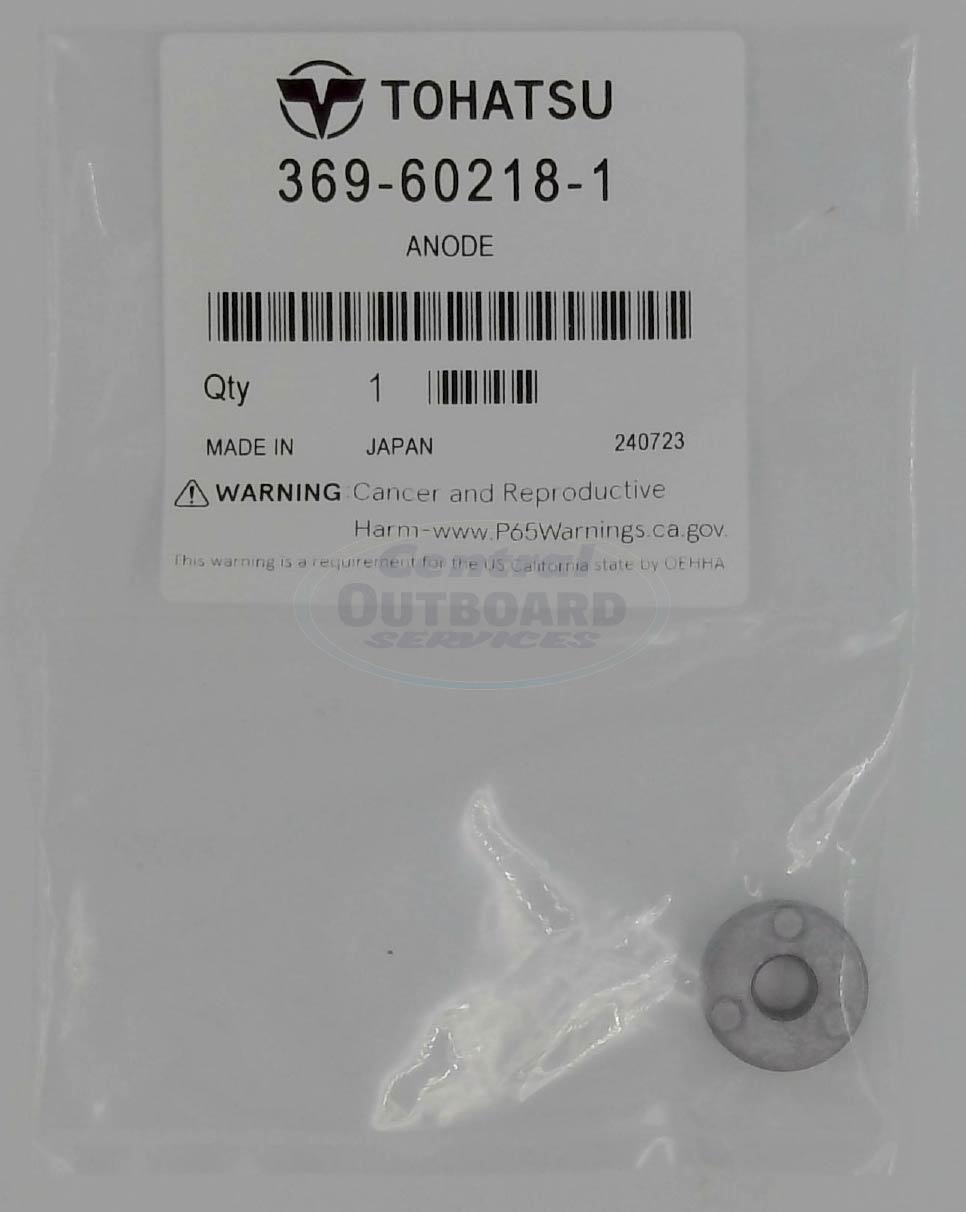 TOHATSU
369-60218-1
ANODE
Qty 1
MADE IN JAPAN 240723
WARNING:Cancer and Reproductive
Harm-www.P65Warnings.ca.gov.
This warning is a requirement for the US California state by OEHHA
Central
OUTBOARD
SERVICES